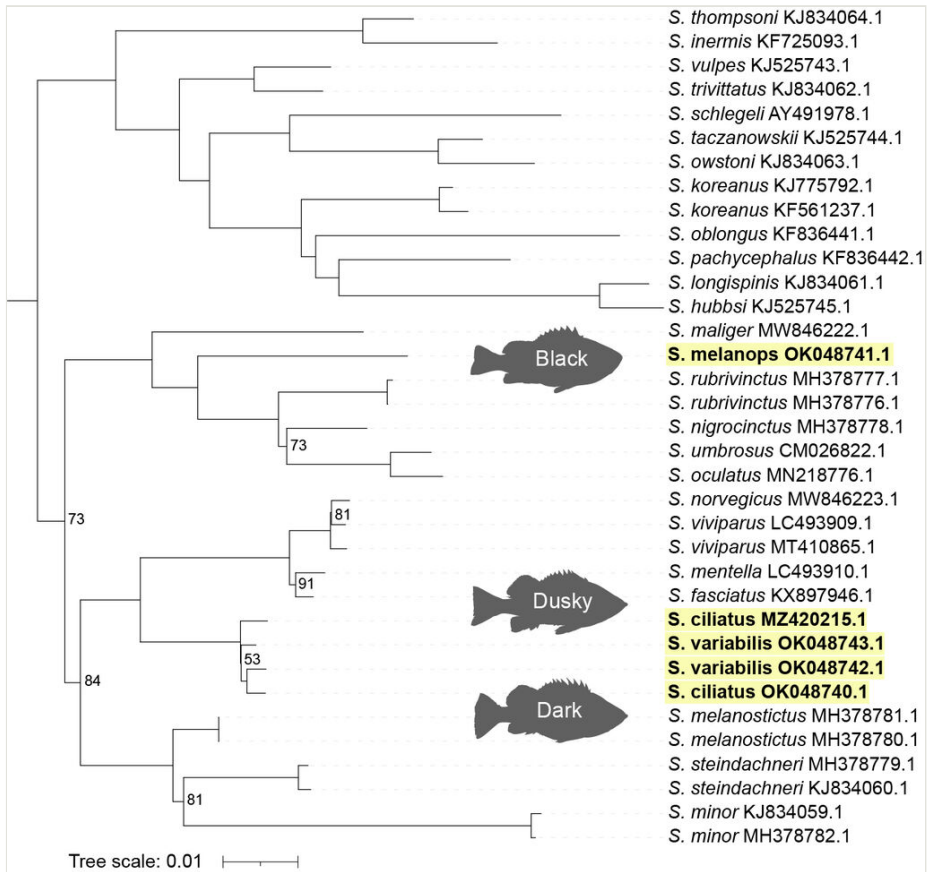 S. thompsoni KJ834064.1
S. inermis KF725093.1
S. vulpes KJ525743.1
S. trivittatus KJ834062.1
S. schlegeli AY491978.1
S. taczanowskii KJ525744.1
S. owstoni KJ834063.1
S. koreanus KJ775792.1
S. koreanus KF561237.1
S. oblongus KF836441.1
S. pachycephalus KF836442.1
S. longispinis KJ834061.1
S. hubbsi KJ525745.1
S. maliger MW846222.1
Black
S. melanops OK048741.1
S. rubrivinctus MH378777.1
S. rubrivinctus MH378776.1
S. nigrocinctus MH378778.1
73
S. umbrosus CM026822.1
S. oculatus MN218776.1
S. norvegicus MW846223.1
81
S. viviparus LC493909.1
73
S. viviparus MT410865.1
S. mentella LC493910.1
91
S. fasciatus KX897946.1
Dusky
S. ciliatus MZ420215.1
S. variabilis OK048743.1
53
S. variabilis OK048742.1
84
S. ciliatus OK048740.1
Dark
S. melanostictus MH378781.1
S. melanostictus MH378780.1
S. steindachneri MH378779.1
S. steindachneri KJ834060.1
81
S. minor KJ834059.1
S. minor MH378782.1
Tree scale: 0.01